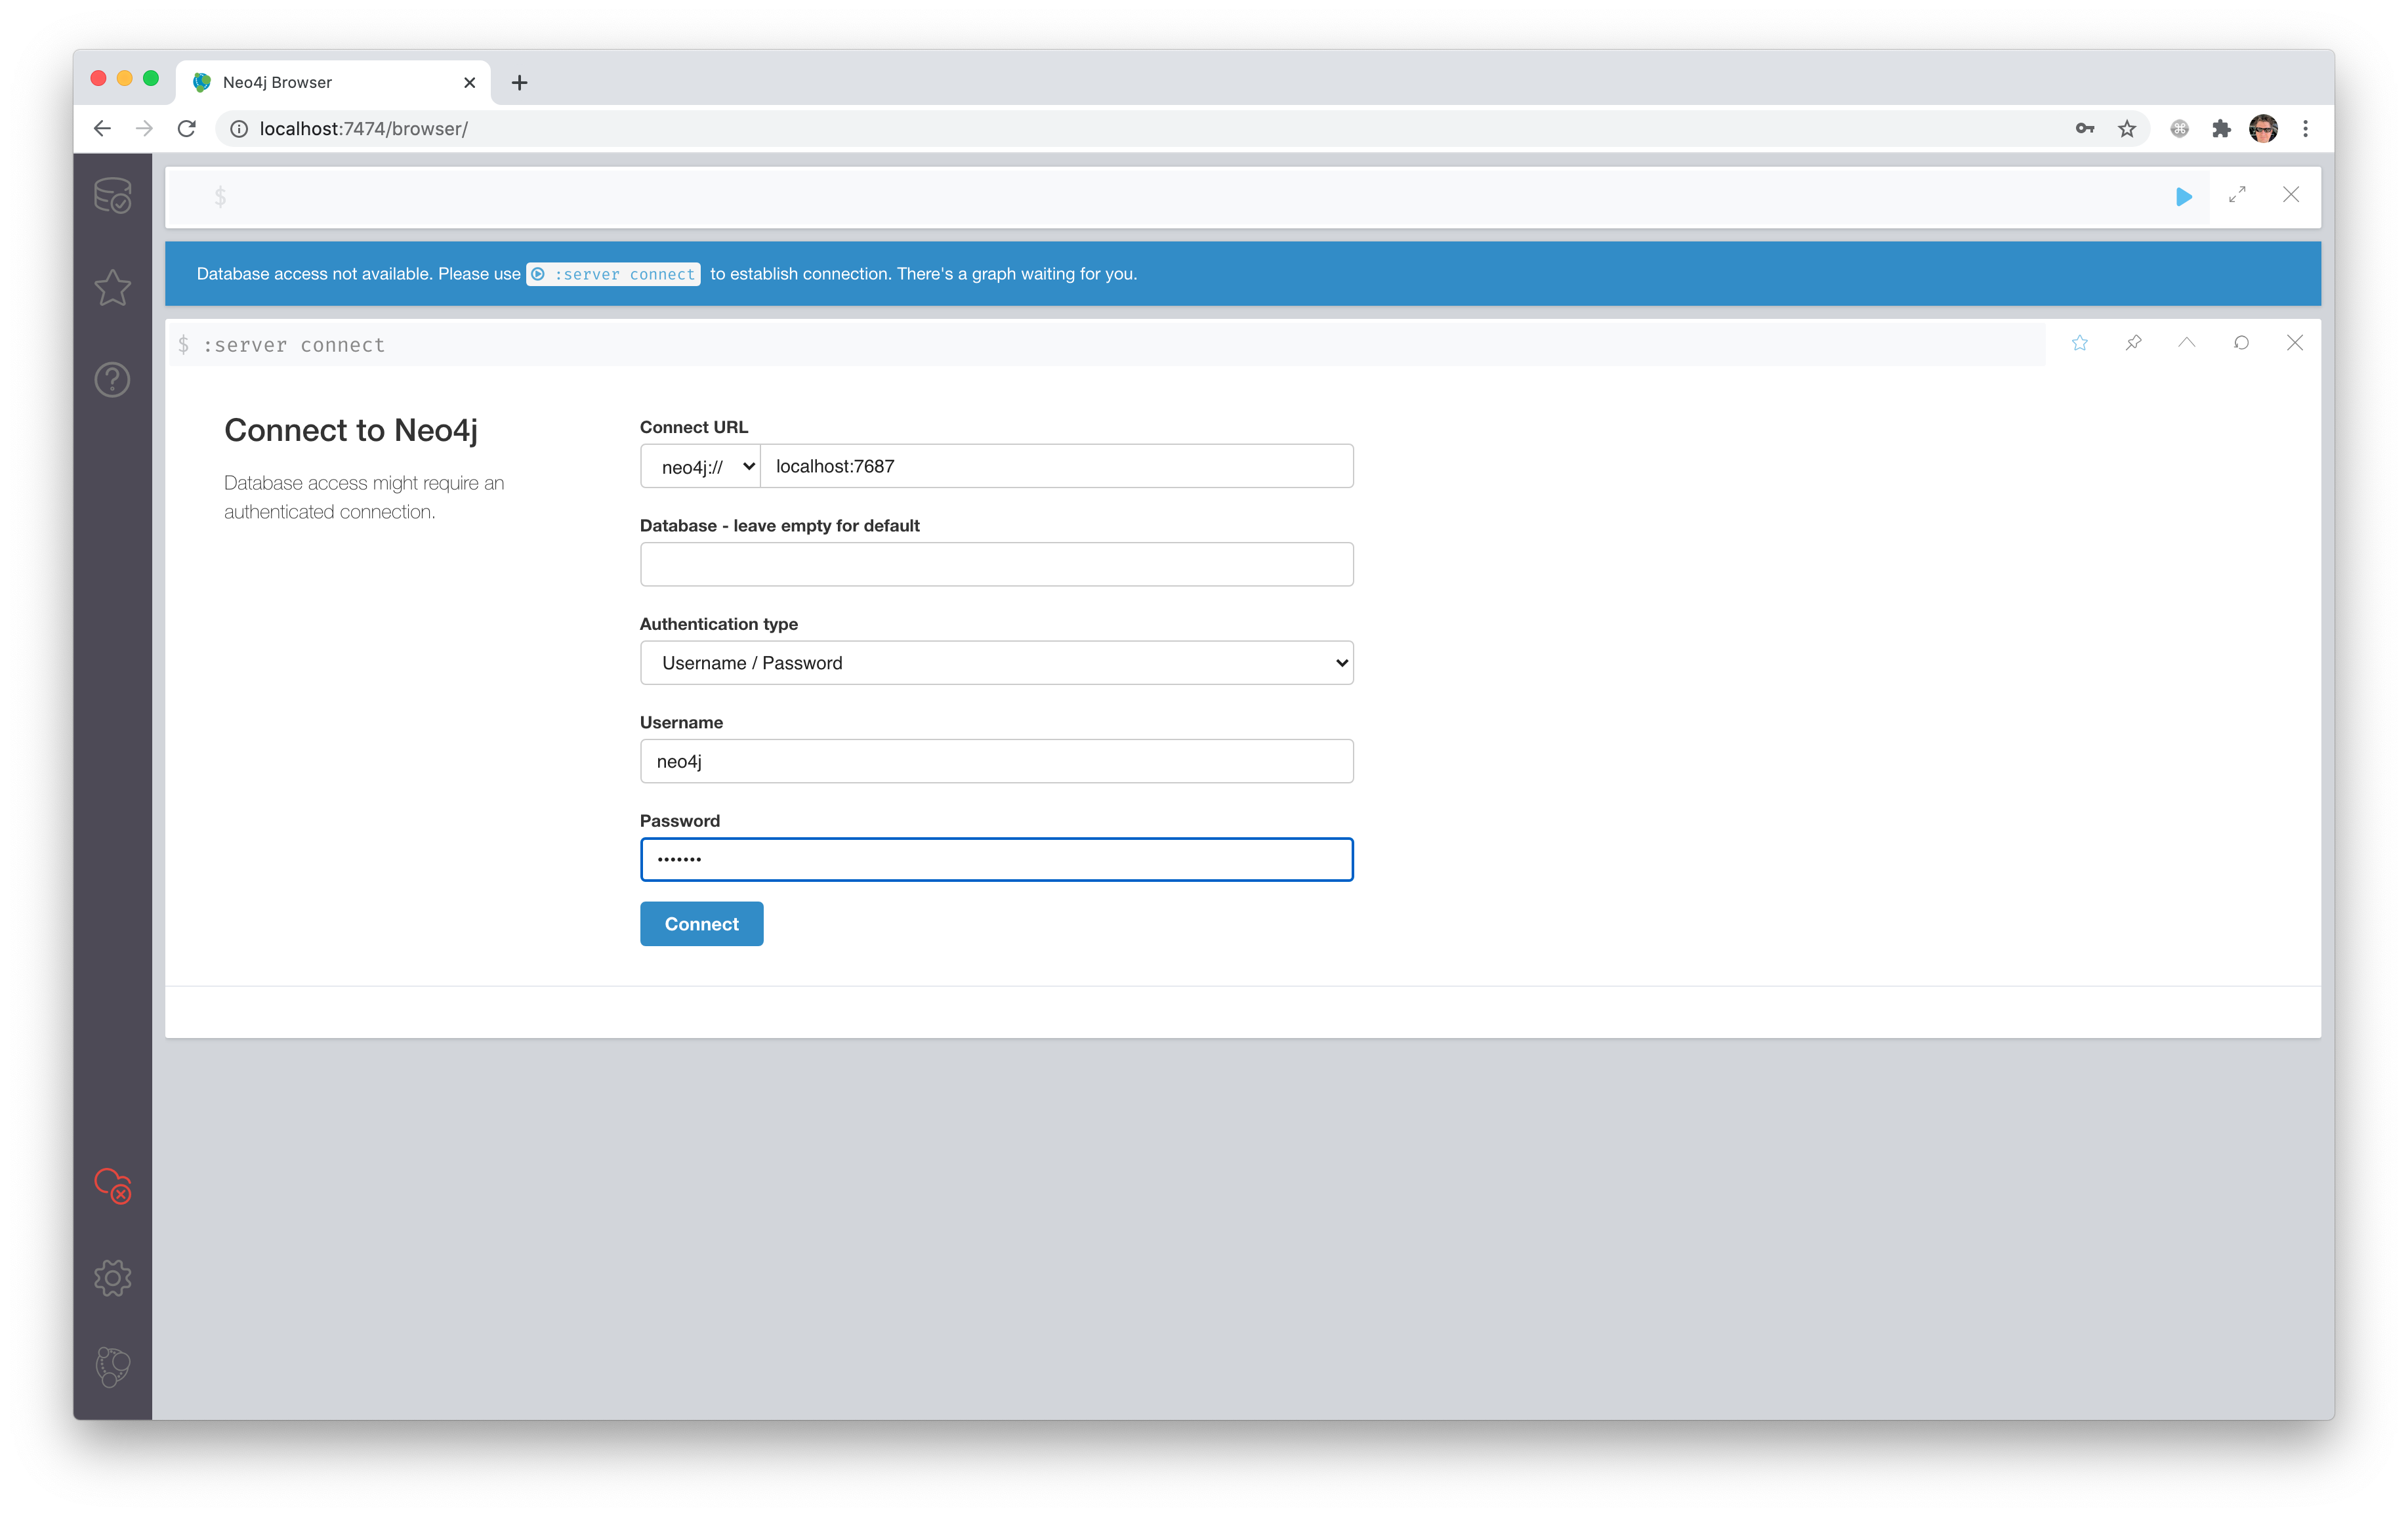 Neo4j Browser
localhost:7474/browser/
$
Database access not available. Please use :server connect to establish connection. There's a graph waiting for you.
$ :server connect
Connect to Neo4j
Database access might require an
authenticated connection.
Connect URL
neo4j://
localhost:7687
Database - leave empty for default
Authentication type
Username / Password
Username
neo4j
Password
•••••••
Connect